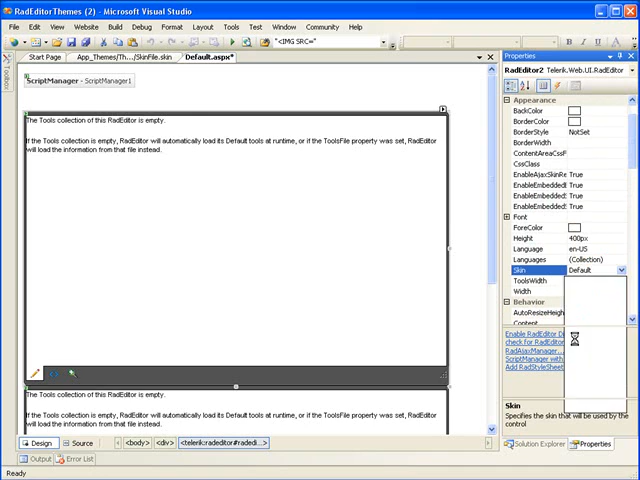 RadEditorThemes (2) - Microsoft Visual Studio
File Edit View Website Build Debug Format Layout Tools Test Window Community Help
"<IMG SRC="
Start Page App_Themes/Th.../SkinFile.skin Default.aspx*
Toolbox
ScriptManager - ScriptManager1
The Tools collection of this RadEditor is empty.
If the Tools collection is empty, RadEditor will automatically load its Default tools at runtime, or if the ToolsFile property was set, RadEditor
will load the information from that file instead.
The Tools collection of this RadEditor is empty.
If the Tools collection is empty, RadEditor will automatically load its Default tools at runtime, or if the ToolsFile property was set, RadEditor
will load the information from that file instead.
Design Source <body> <div> <telerik:radeditor#radedi...>
Properties
RadEditor2 Telerik.Web.UI.RadEditor
Appearance
BackColor
BorderColor
BorderStyle NotSet
BorderWidth
ContentAreaCssF
CssClass
EnableAjaxSkinRe True
EnableEmbedded True
EnableEmbeddedS True
EnableEmbeddedS True
Font
ForeColor
Height 400px
Language en-US
Languages (Collection)
Skin Default
ToolsWidth
Width
Behavior
AutoResizeHeigh
Content
Enable RadEditor Di
check for RadEditor
RadAjaxManager...
ScriptManager with
Add RadStyleSheet
Skin
Specifies the skin that will be used by the
control
Solution Explorer Properties
Output Error List
Ready